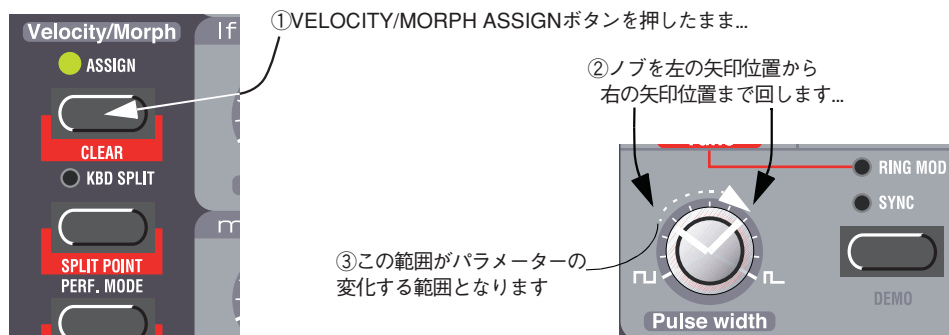 ①VELOCITY/MORPH ASSIGNボタンを押したまま...
Velocity/Morph
ASSIGN
CLEAR
KBD SPLIT
SPLIT POINT
PERF. MODE
②ノブを左の矢印位置から
右の矢印位置まで回します...
③この範囲がパラメーターの
変化する範囲となります
RING MOD
SYNC
DEMO
Pulse width